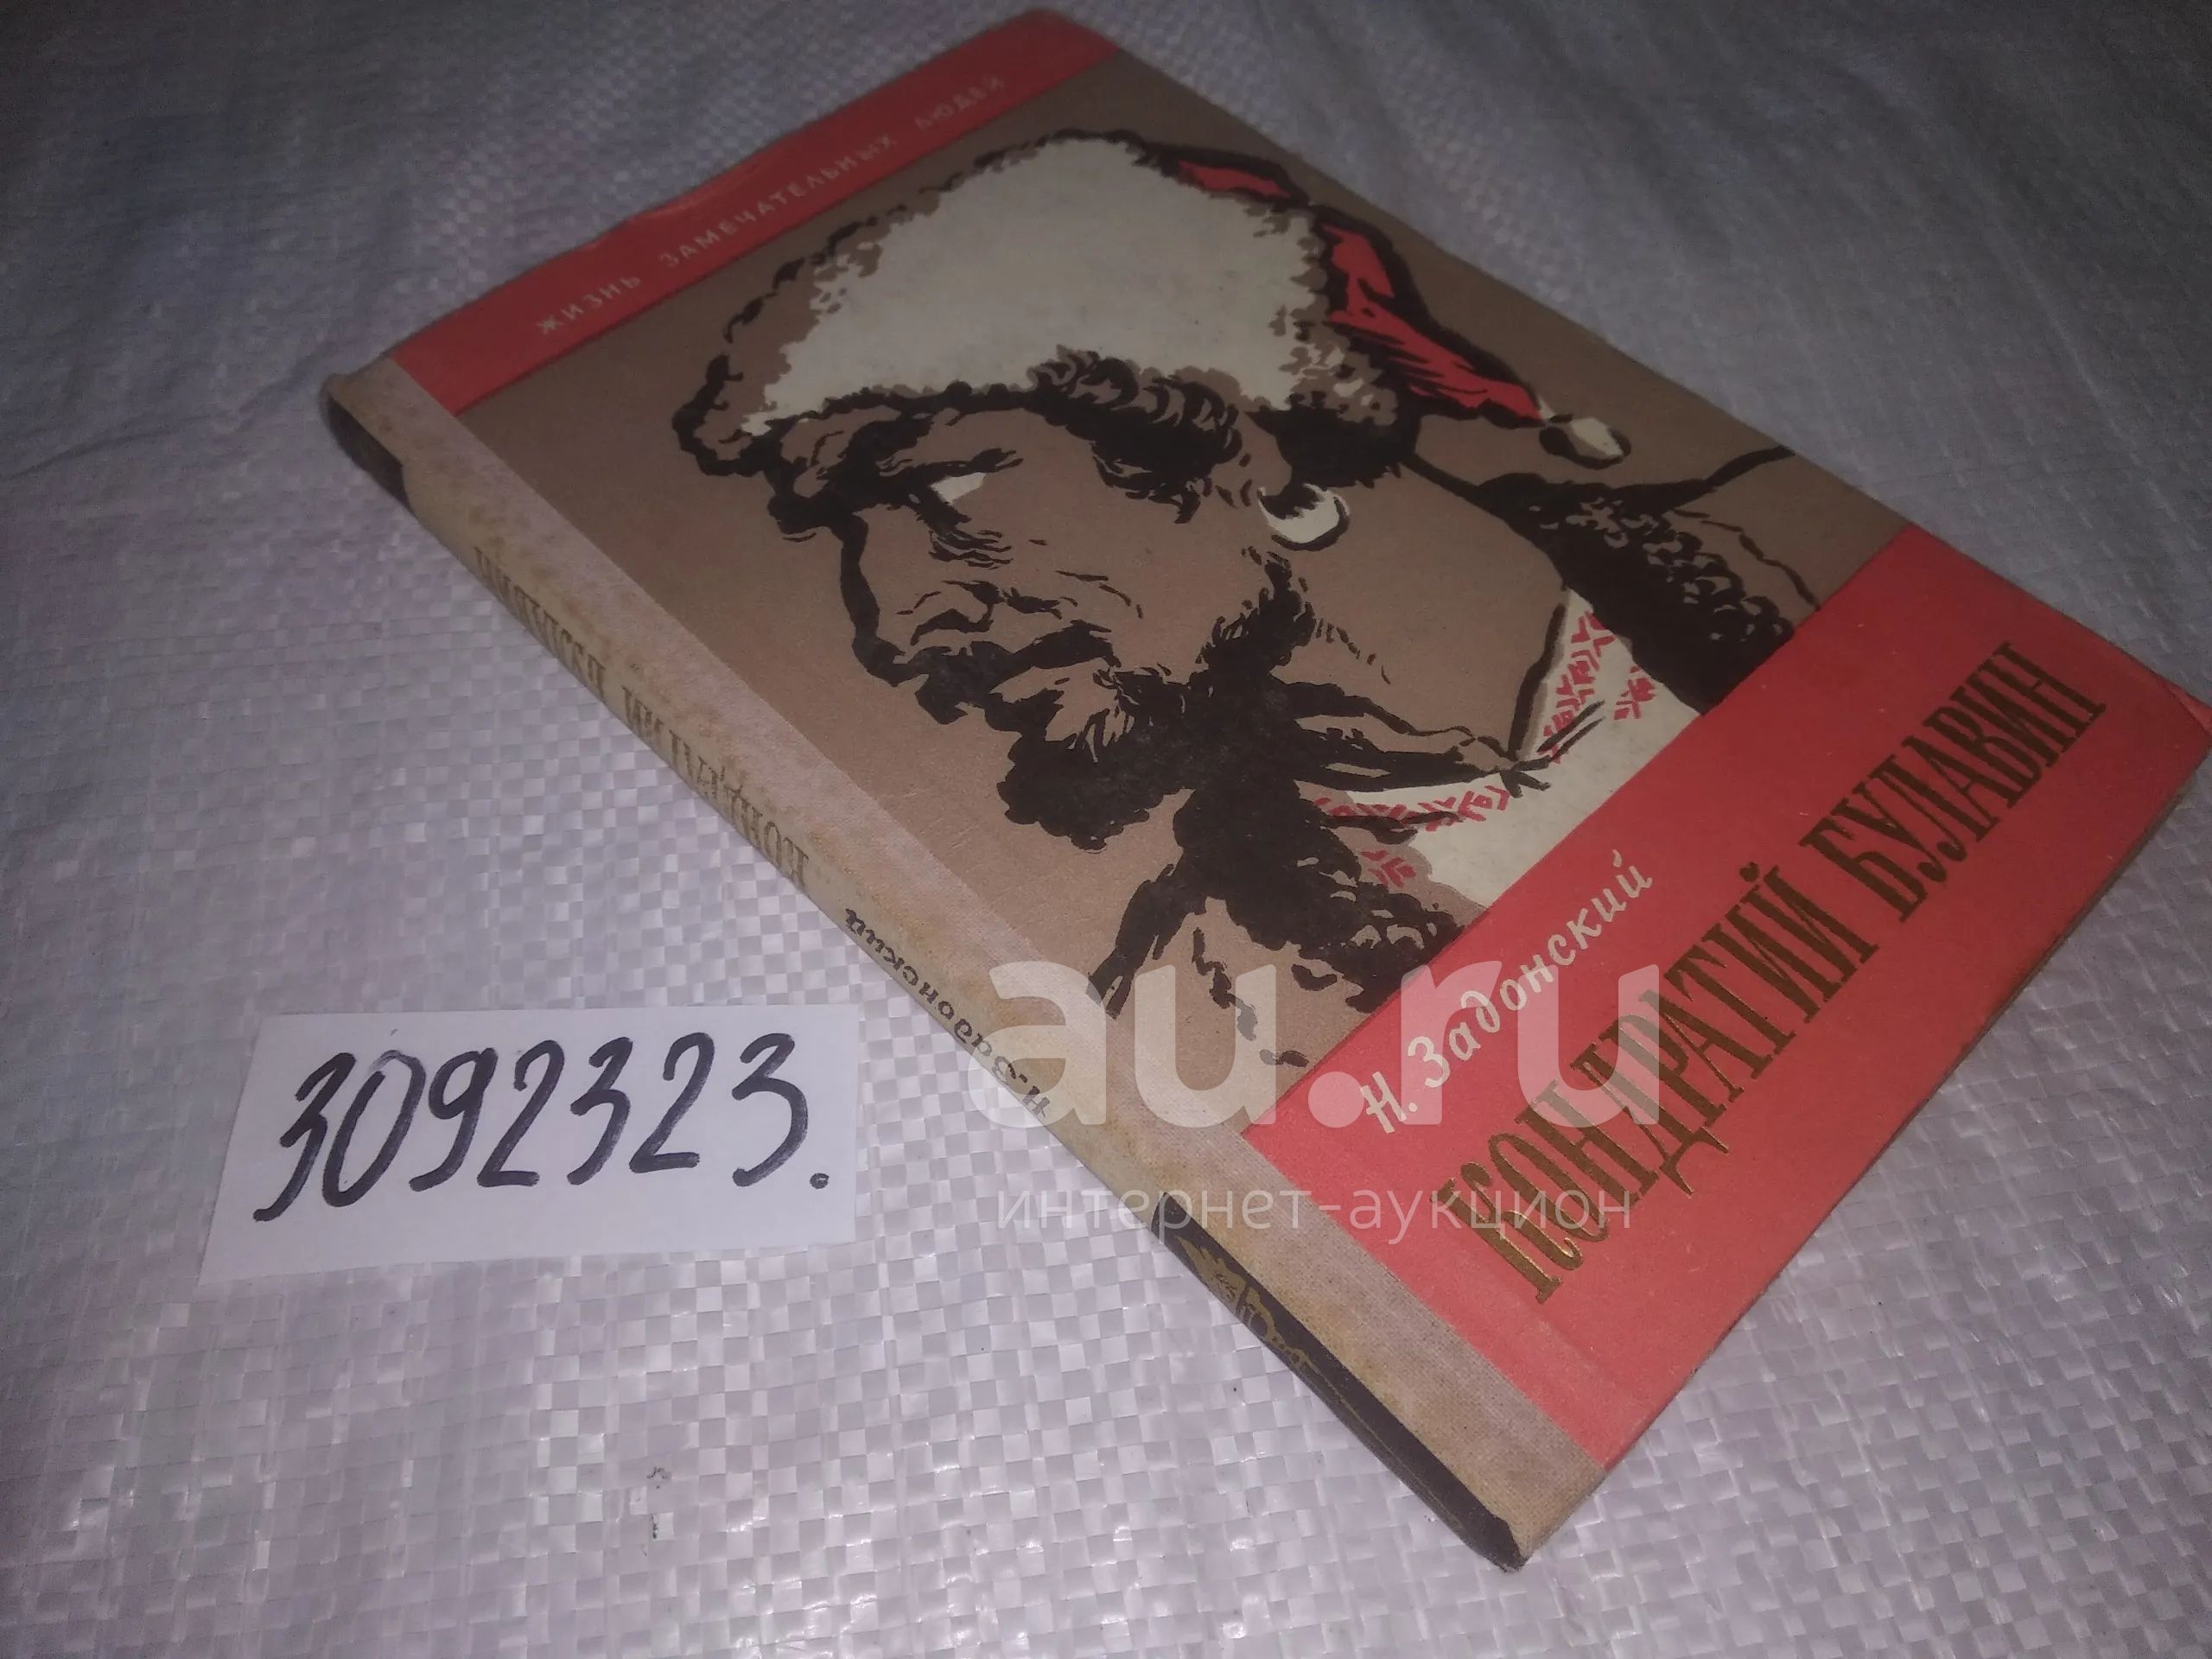 ЖИЗНЬ ЗАМЕЧАТЕЛЬНЫХ ЛЮДЕЙ
Н. Задонский
КОНДРАТИЙ БУЛАВИН
Н. Задонский КОНДРАТИЙ БУЛАВИН
3092323.
au.ru
интернет-аукцион